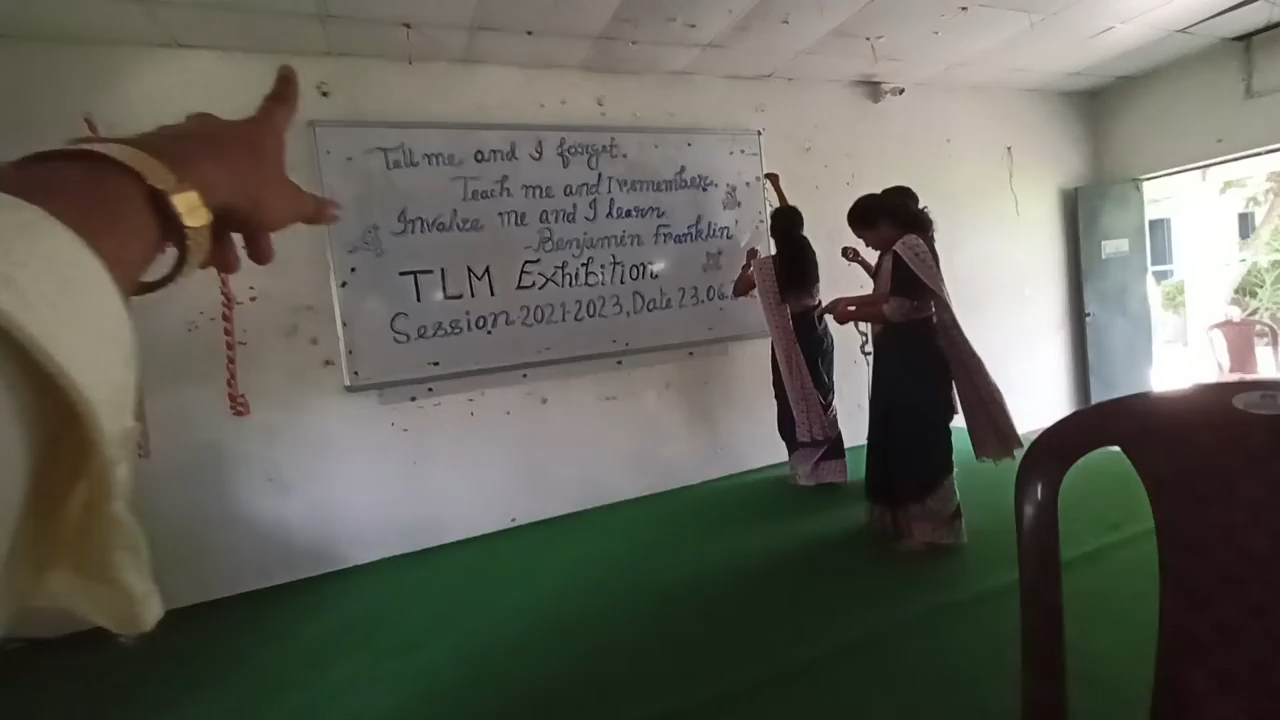 Tell me and I forget.
Teach me and I remember.
Involve me and I learn
-Benjamin Franklin
TLM Exhibition
Session 2021-2023, Date 23.06.